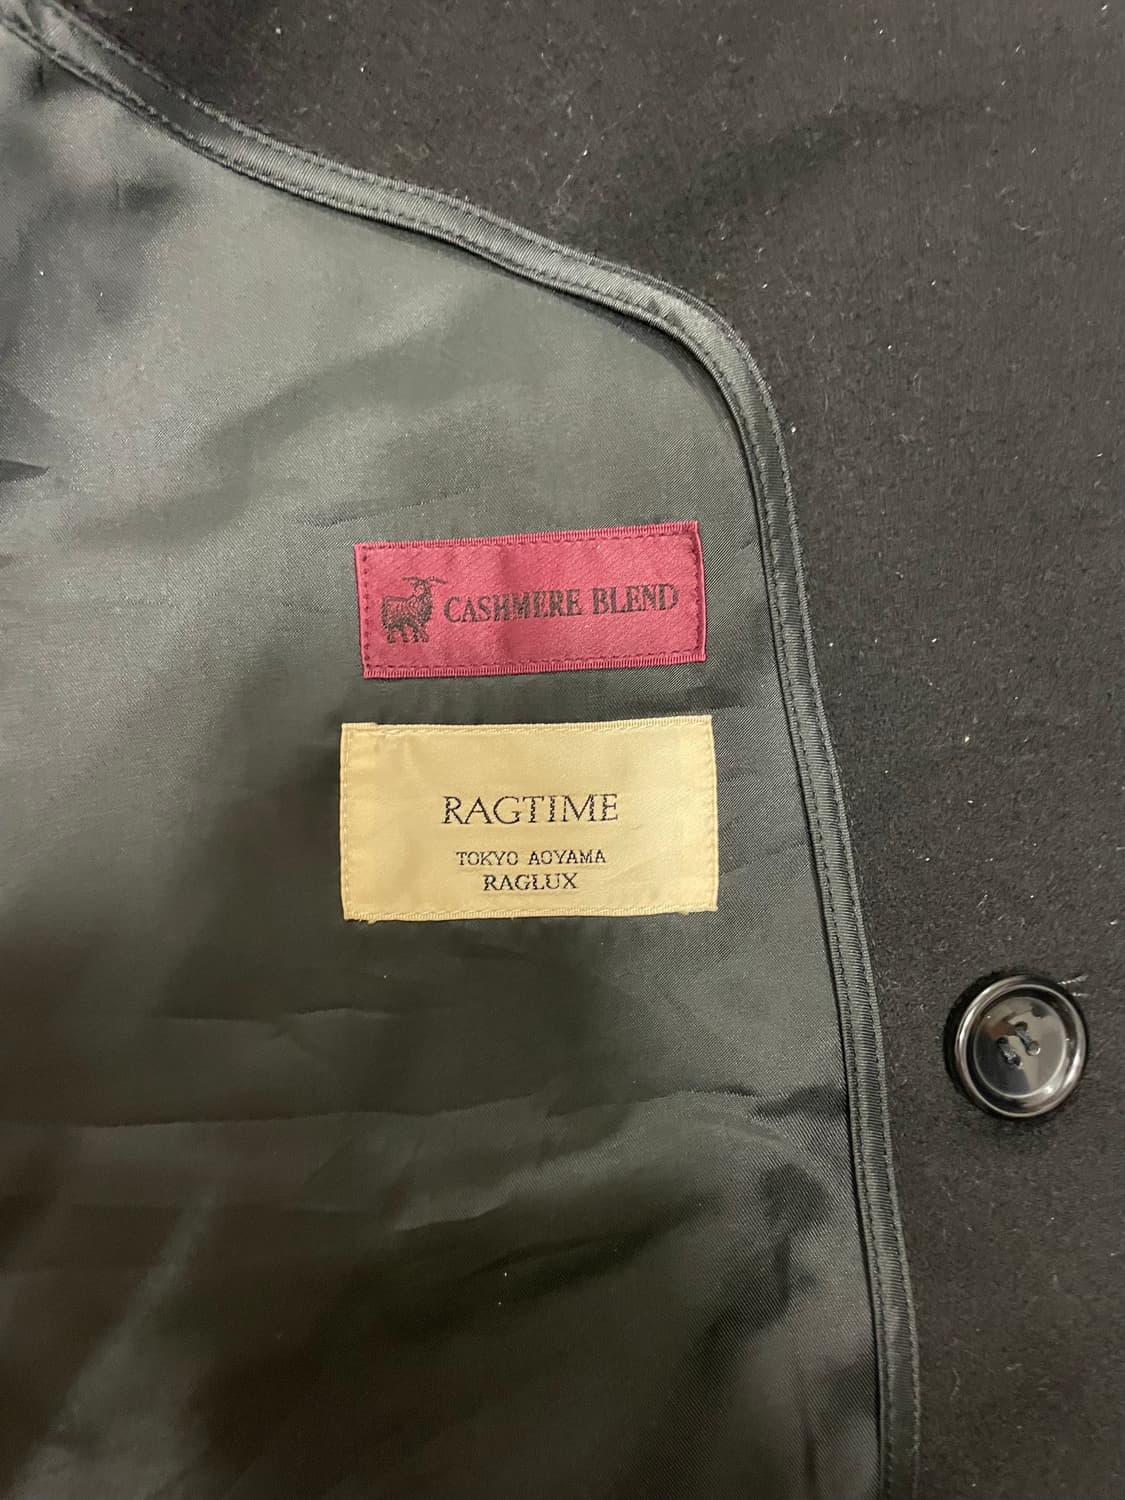 CASHMERE BLEND
RAGTIME
TOKYO AOYAMA
RAGLUX